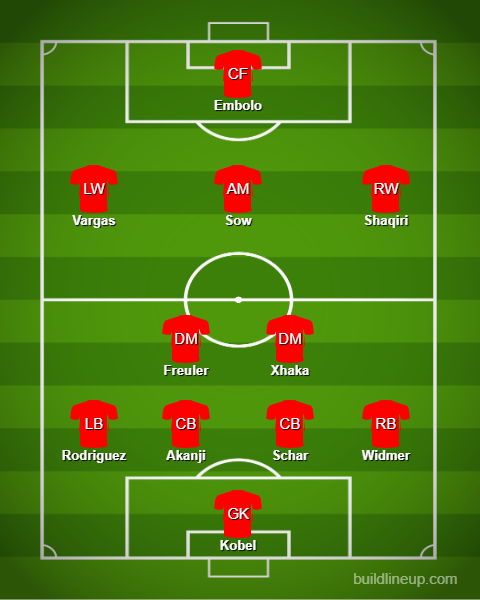 CF
Embolo
LW AM RW
Vargas Sow Shaqiri
DM DM
Freuler Xhaka
LB CB CB RB
Rodriguez Akanji Schar Widmer
GK
Kobel
buildlineup.com